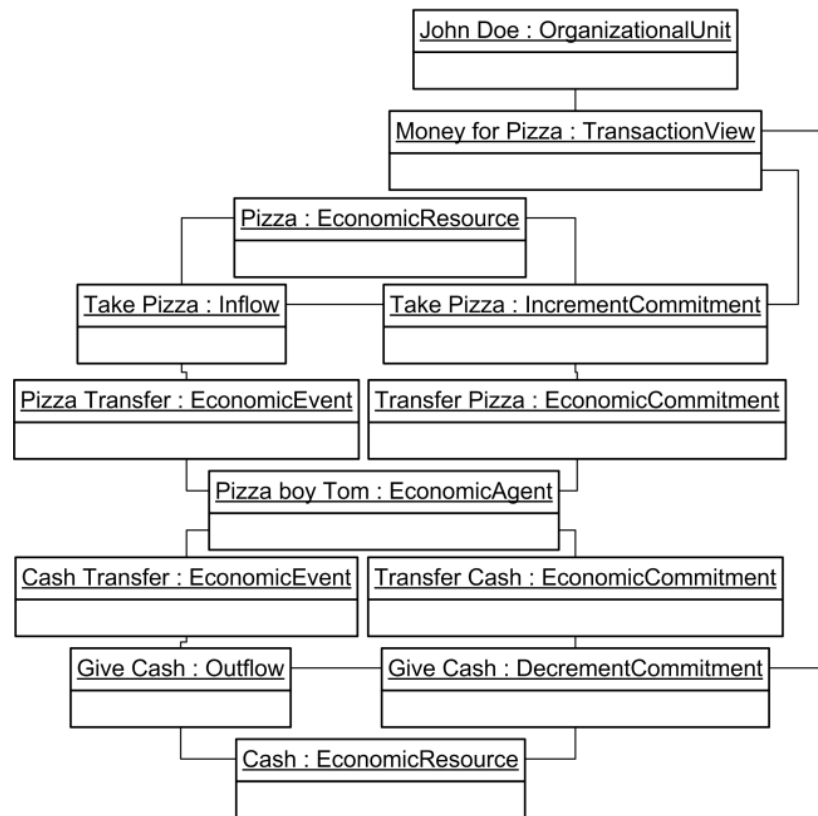 John Doe : OrganizationalUnit
Money for Pizza : TransactionView
Pizza : EconomicResource
Take Pizza : Inflow
Take Pizza : IncrementCommitment
Pizza Transfer : EconomicEvent
Transfer Pizza : EconomicCommitment
Pizza boy Tom : EconomicAgent
Cash Transfer : EconomicEvent
Transfer Cash : EconomicCommitment
Give Cash : Outflow
Give Cash : DecrementCommitment
Cash : EconomicResource